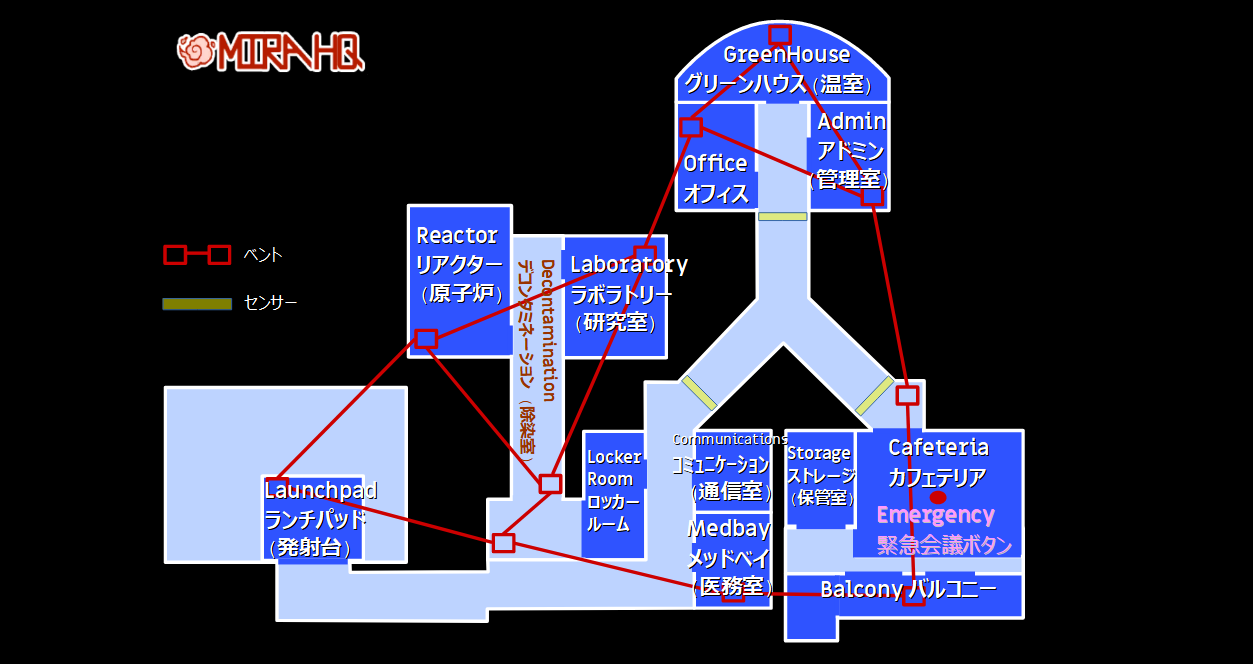 MIRA HQ
GreenHouse
グリーンハウス(温室)
Admin
アドミン
(管理室)
Office
オフィス
Reactor
リアクター
(原子炉)
Decontamination
デコンタミネーション(除染室)
Laboratory
ラボラトリー
(研究室)
ベント
センサー
Launchpad
ランチパッド
(発射台)
Locker
Room
ロッカー
ルーム
Communications
コミュニケーション
(通信室)
Medbay
メッドベイ
(医務室)
Storage
ストレージ
(保管室)
Cafeteria
カフェテリア
Emergency
緊急会議ボタン
Balcony バルコニー